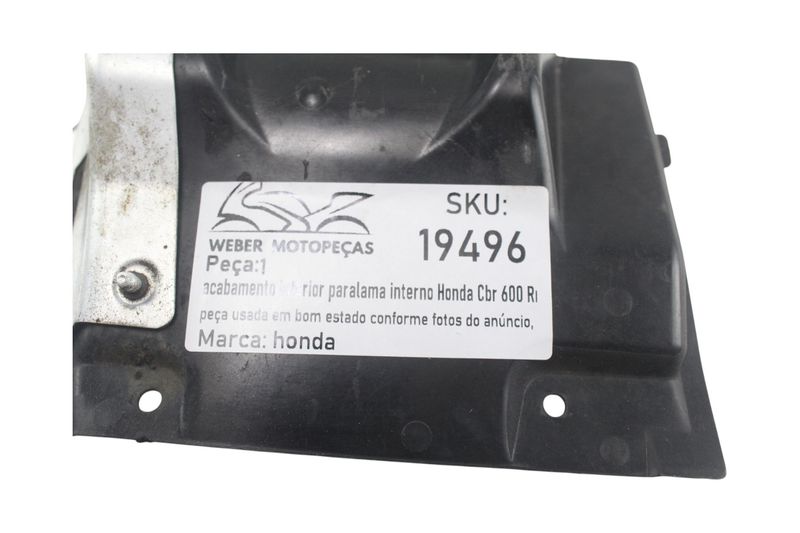 WEBER MOTOPEÇAS
SKU:
19496
Peça:1
acabamento paralama interno Honda Cbr 600 Rr
peça usada em bom estado conforme fotos do anúncio,
Marca: honda